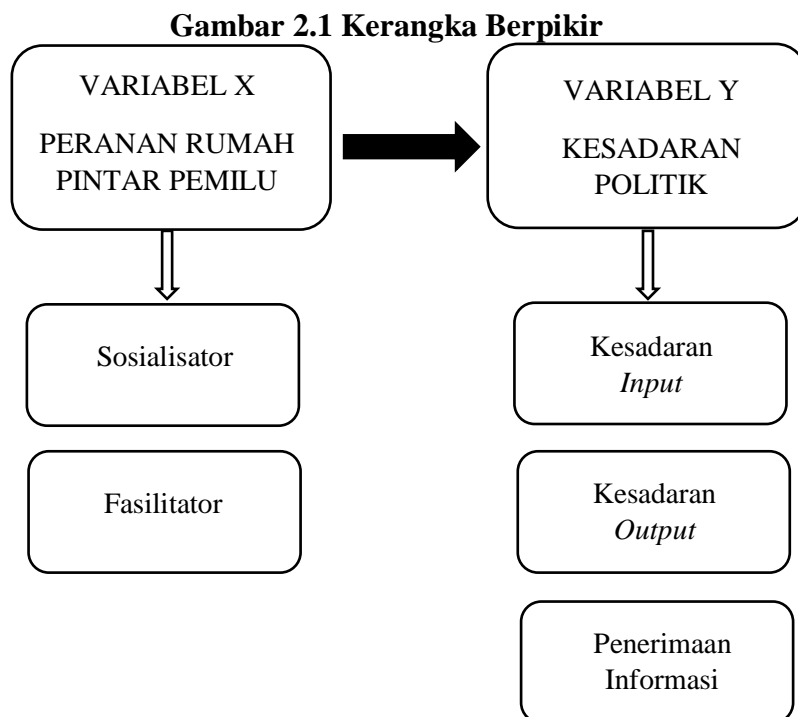 Gambar 2.1 Kerangka Berpikir
VARIABEL X
PERANAN RUMAH
PINTAR PEMILU
VARIABEL Y
KESADARAN
POLITIK
Sosialisator
Fasilitator
Kesadaran
Input
Kesadaran
Output
Penerimaan
Informasi